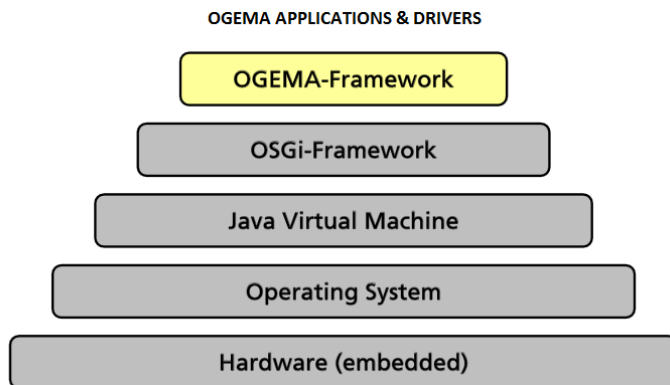 OGEMA APPLICATIONS & DRIVERS
OGEMA-Framework
OSGi-Framework
Java Virtual Machine
Operating System
Hardware (embedded)